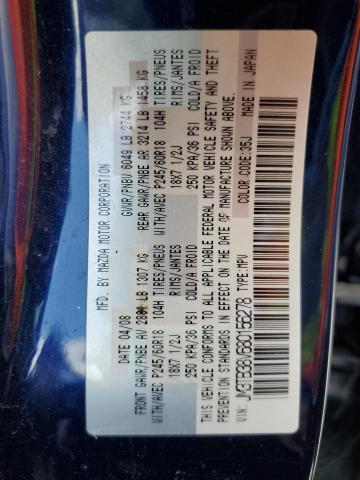 MFD. BY MAZDA MOTOR CORPORATION
DATE 04/08 GVWR/PNBV 6049 LB 2744 KG
FRONT GAWR/PNBE AV 2881 LB 1307 KG REAR GAWR/PNBE AR 3214 LB 1458 KG
WITH/AVEC P245/60R18 104H TIRES/PNEUS WITH/AVEC P245/60R18 104H TIRES/PNEUS
18X7 1/2J RIMS/JANTES 18X7 1/2J RIMS/JANTES
250 KPA/36 PSI COLD/A FROID 250 KPA/36 PSI COLD/A FROID
THIS VEHICLE CONFORMS TO ALL APPLICABLE FEDERAL MOTOR VEHICLE SAFETY AND THEFT
PREVENTION STANDARDS IN EFFECT ON THE DATE OF MANUFACTURE SHOWN ABOVE.
VIN: TYPE:MPV COLOR CODE:35J MADE IN JAPAN